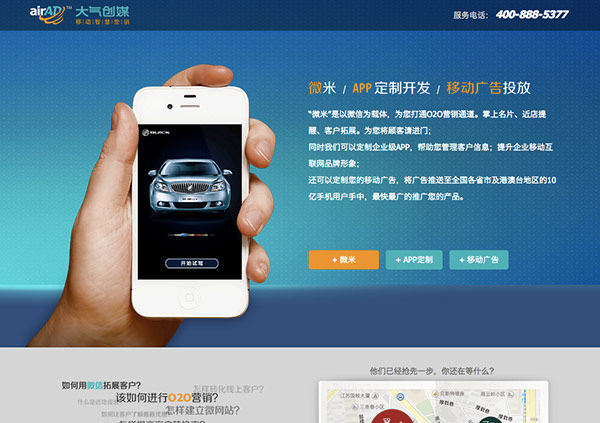 airAD™ 大气创媒
移动智慧营销
服务电话： 400-888-5377
微米 / APP定制开发 / 移动广告投放
“微米”是以微信为载体，为您打通O2O营销通道。掌上名片、近店提
醒、客户拓展。为您将顾客请进门；
同时我们可以定制企业级APP，帮助您管理客户信息；提升企业移动互
联网品牌形象；
还可以定制您的移动广告，将广告推送至全国各省市及港澳台地区的10
亿手机用户手中，最快最广的推广您的产品。
BUICK
开始试驾
+ 微米
+ APP定制
+ 移动广告
他们已经抢先一步，你还在等什么？
如何用微信拓展客户？
怎样转化线上客户？
该如何进行O2O营销？
怎样建立微网站？
江苏国税大厦
三条巷小区